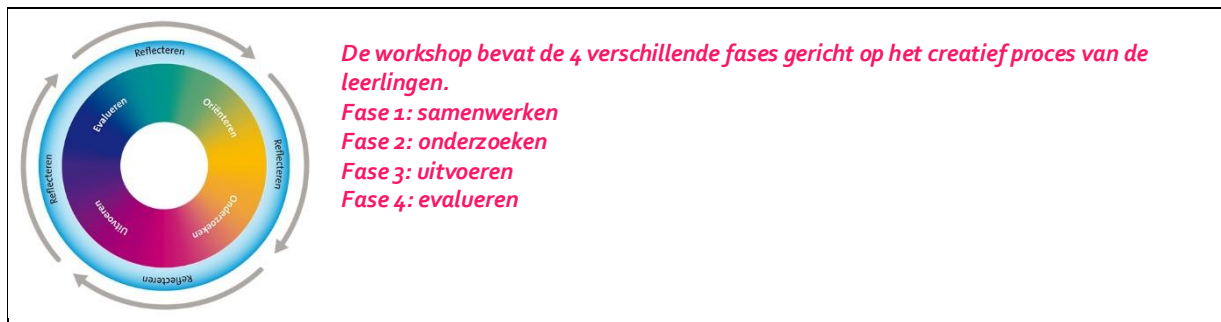 Reflecteren
Evalueren
Oriënteren
Reflecteren
Reflecteren
Uitvoeren
Onderzoeken
Reflecteren
De workshop bevat de 4 verschillende fases gericht op het creatief proces van de
leerlingen.
Fase 1: samenwerken
Fase 2: onderzoeken
Fase 3: uitvoeren
Fase 4: evalueren